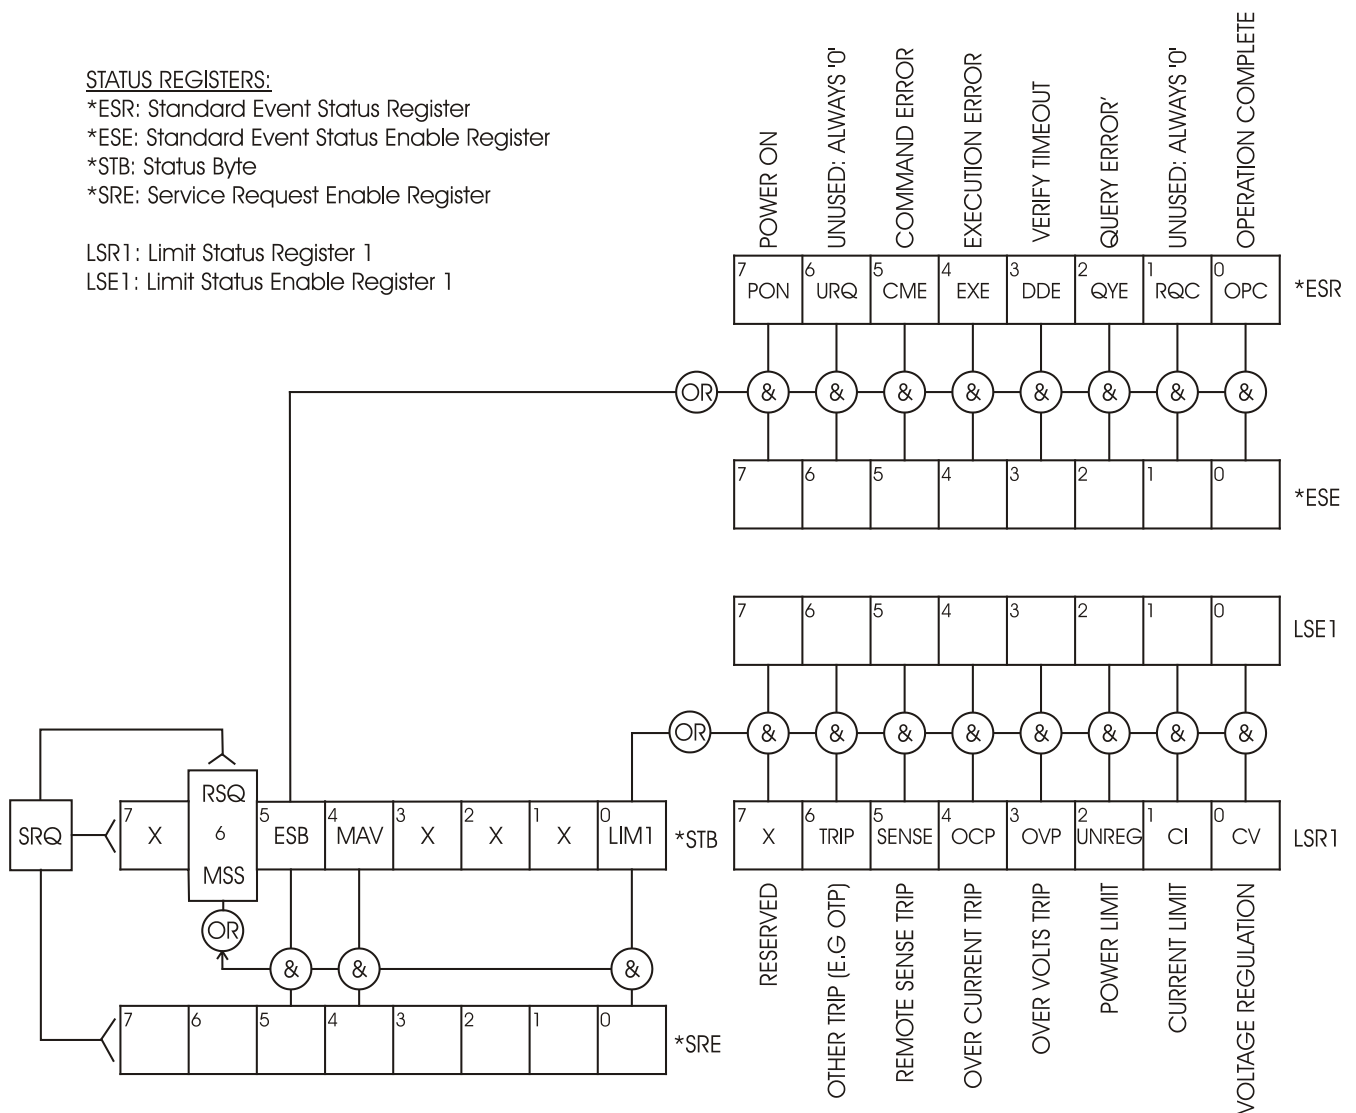 STATUS REGISTERS:
*ESR: Standard Event Status Register
*ESE: Standard Event Status Enable Register
*STB: Status Byte
*SRE: Service Request Enable Register
LSR1: Limit Status Register 1
LSE1: Limit Status Enable Register 1
POWER ON
UNUSED: ALWAYS '0'
COMMAND ERROR
EXECUTION ERROR
VERIFY TIMEOUT
QUERY ERROR'
UNUSED: ALWAYS '0'
OPERATION COMPLETE
7 6 5 4 3 2 1 0
PON URQ CME EXE DDE QYE RQC OPC *ESR
OR & & & & & & & &
7 6 5 4 3 2 1 0
*ESE
7 6 5 4 3 2 1 0
LSE1
OR & & & & & & & &
7 6 5 4 3 2 1 0
X TRIP SENSE OCP OVP UNREG CI CV LSR1
RESERVED
OTHER TRIP (E.G OTP)
REMOTE SENSE TRIP
OVER CURRENT TRIP
OVER VOLTS TRIP
POWER LIMIT
CURRENT LIMIT
VOLTAGE REGULATION
SRQ
RSQ
6
MSS
7 5 4 3 2 1 0
X ESB MAV X X X LIM1 *STB
OR
& & &
7 6 5 4 3 2 1 0
*SRE